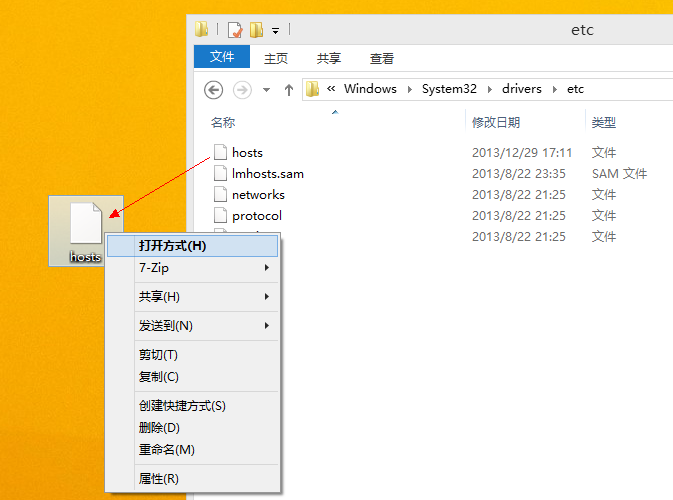 etc
文件 主页 共享 查看
« Windows System32 drivers etc
名称 修改日期 类型
hosts 2013/12/29 17:11 文件
lmhosts.sam 2013/8/22 23:35 SAM 文件
networks 2013/8/22 21:25 文件
protocol 2013/8/22 21:25 文件
2013/8/22 21:25 文件
hosts
打开方式(H)
7-Zip
共享(H)
发送到(N)
剪切(T)
复制(C)
创建快捷方式(S)
删除(D)
重命名(M)
属性(R)